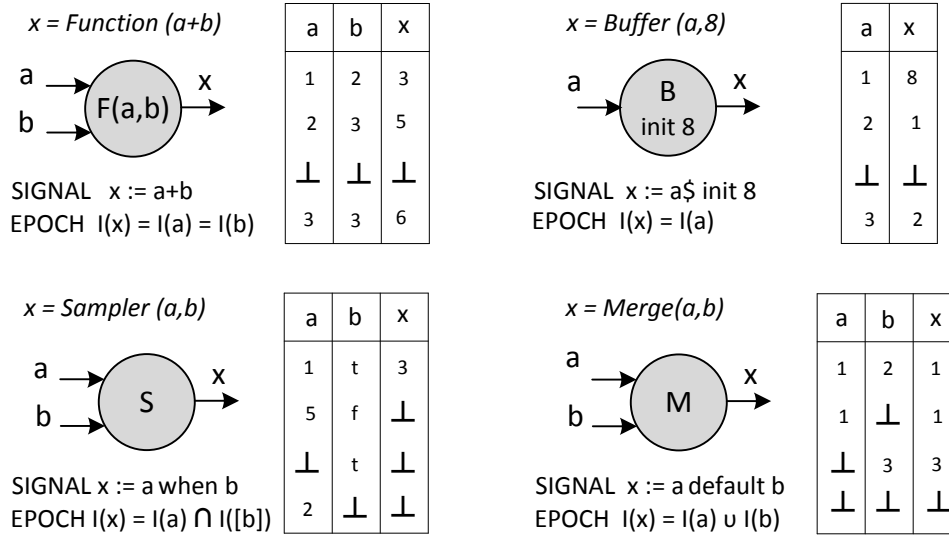 x = Function (a+b)
a
b
F(a,b)
x
SIGNAL x := a+b
EPOCH I(x) = I(a) = I(b)
a b x
1 2 3
2 3 5
⊥ ⊥ ⊥
3 3 6
x = Buffer (a,8)
a
B
init 8
x
SIGNAL x := a$ init 8
EPOCH I(x) = I(a)
a x
1 8
2 1
⊥ ⊥
3 2
x = Sampler (a,b)
a
b
S
x
SIGNAL x := a when b
EPOCH I(x) = I(a) ∩ I([b])
a b x
1 t 3
5 f ⊥
⊥ t ⊥
2 ⊥ ⊥
x = Merge(a,b)
a
b
M
x
SIGNAL x := a default b
EPOCH I(x) = I(a) ∪ I(b)
a b x
1 2 1
1 ⊥ 1
⊥ 3 3
⊥ ⊥ ⊥